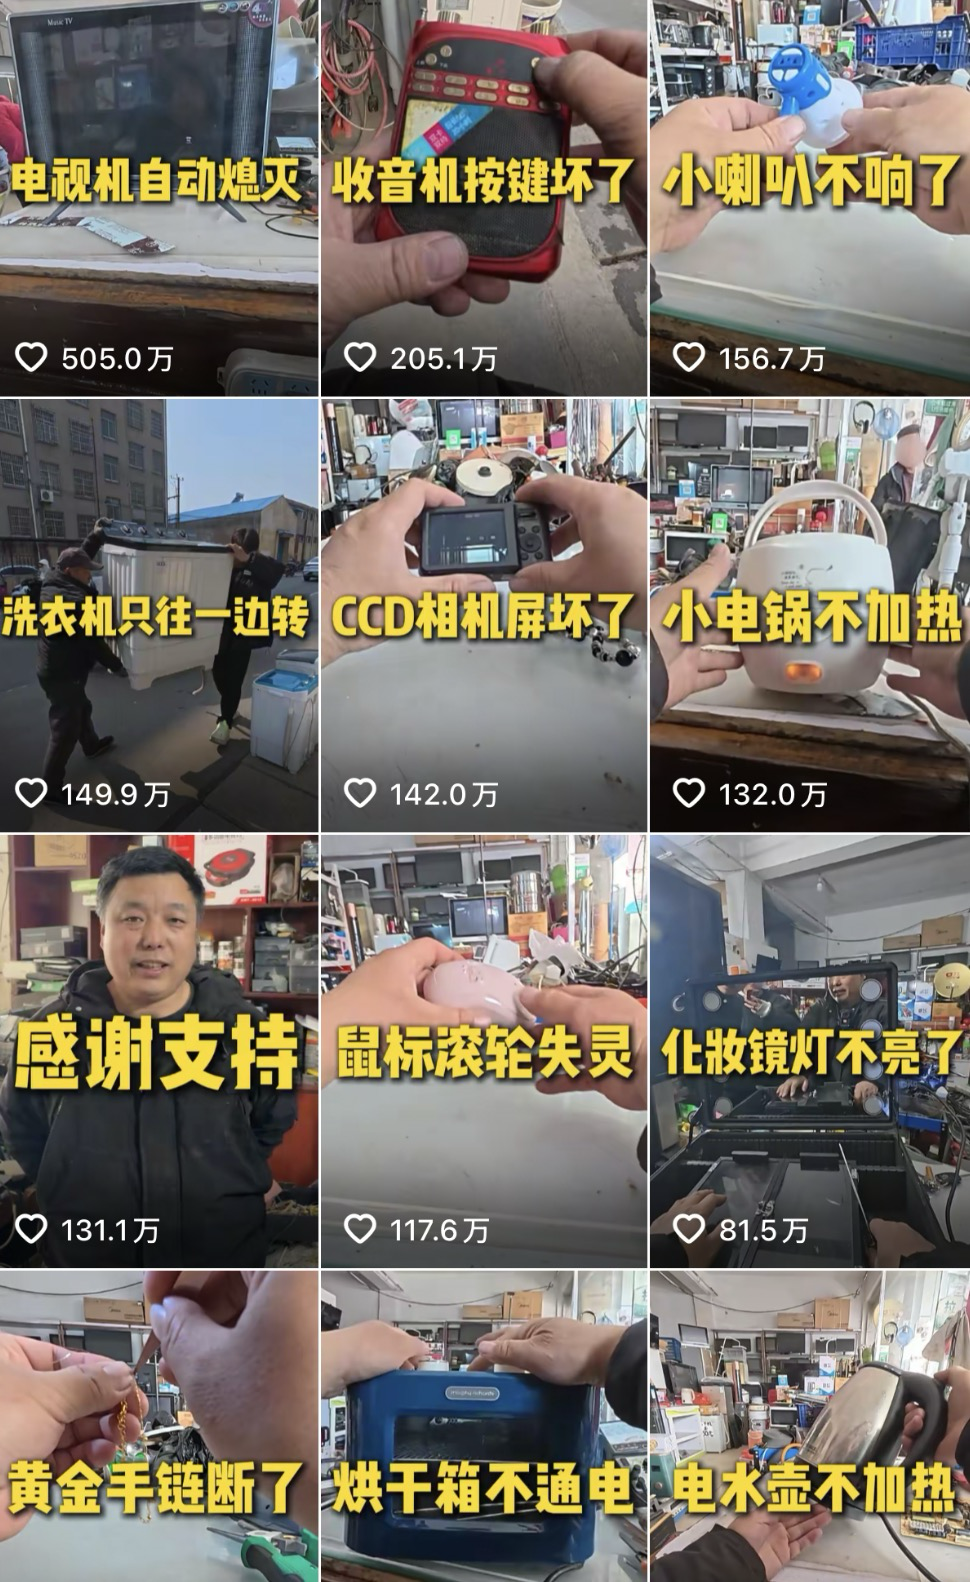 Music TV
电视机自动熄灭
收音机按键坏了
小喇叭不响了
505.0万
205.1万
156.7万
洗衣机只往一边转
CCD相机屏坏了
小电锅不加热
149.9万
142.0万
132.0万
感谢支持
鼠标滚轮失灵
化妝镜灯不亮了
131.1万
117.6万
81.5万
黄金手链断了
morphy richards
烘干箱不通电
电水壶不加热